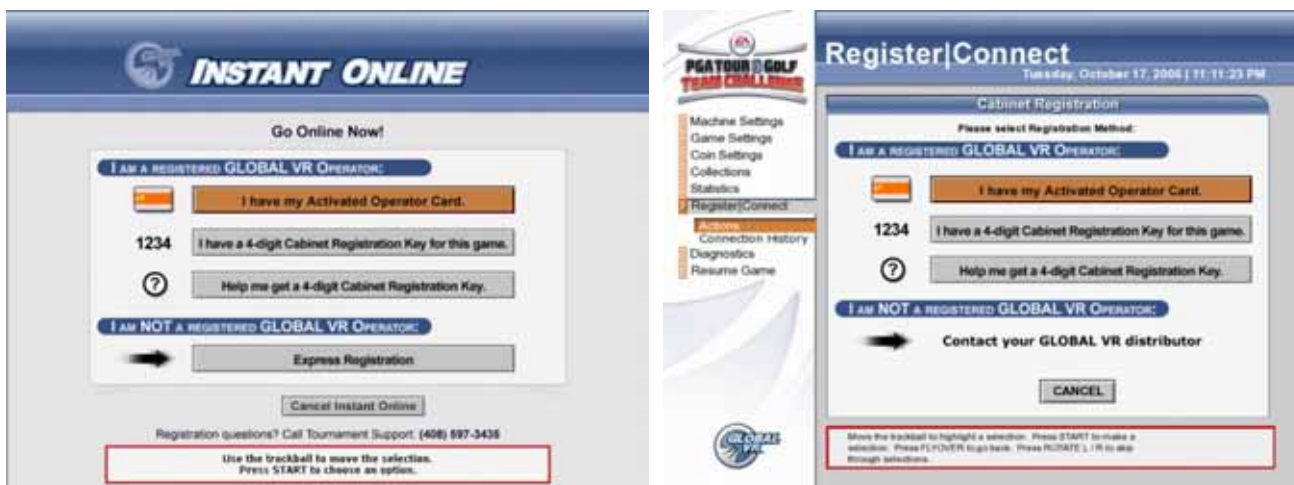 INSTANT ONLINE
Go Online Now!
I AM A REGISTERED GLOBAL VR OPERATOR:
I have my Activated Operator Card.
1234
I have a 4-digit Cabinet Registration Key for this game.
?
Help me get a 4-digit Cabinet Registration Key.
I AM NOT A REGISTERED GLOBAL VR OPERATOR:
Express Registration
Cancel Instant Online
Registration questions? Call Tournament Support. (408) 597-3435
Use the trackball to move the selection.
Press START to choose an option.
EA
PGA TOUR GOLF
TEAM CHALLENGE
Register|Connect
Tuesday, October 17, 2006 | 11:11:23 PM
Machine Settings
Game Settings
Coin Settings
Collections
Statistics
Register|Connect
Actions
Connection History
Diagnostics
Resume Game
GLOBAL VR
Cabinet Registration
Please select Registration Method:
I AM A REGISTERED GLOBAL VR OPERATOR:
I have my Activated Operator Card.
1234
I have a 4-digit Cabinet Registration Key for this game.
?
Help me get a 4-digit Cabinet Registration Key.
I AM NOT A REGISTERED GLOBAL VR OPERATOR:
Contact your GLOBAL VR distributor
CANCEL
Move the trackball to highlight a selection. Press START to make a
selection. Press FLYOVER to go back. Press ROTATE L / R to skip
through selections.